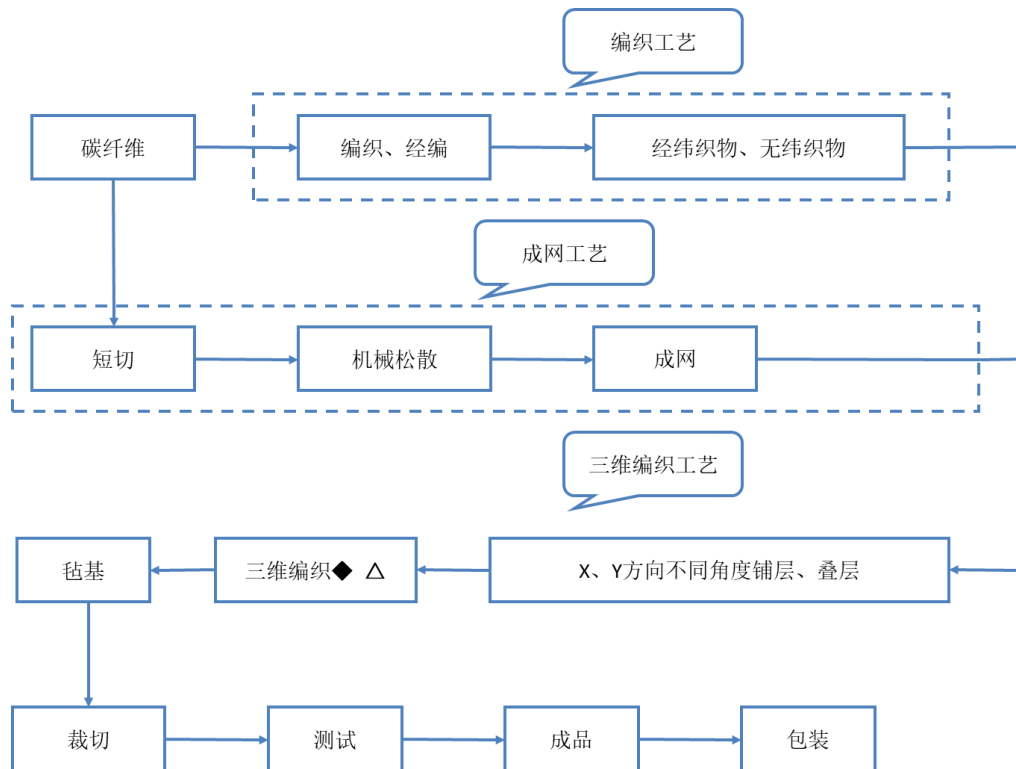 编织工艺
碳纤维
编织、经编
经纬织物、无纬织物
成网工艺
短切
机械松散
成网
三维编织工艺
毡基
三维编织◆ △
X、Y方向不同角度铺层、叠层
裁切
测试
成品
包装